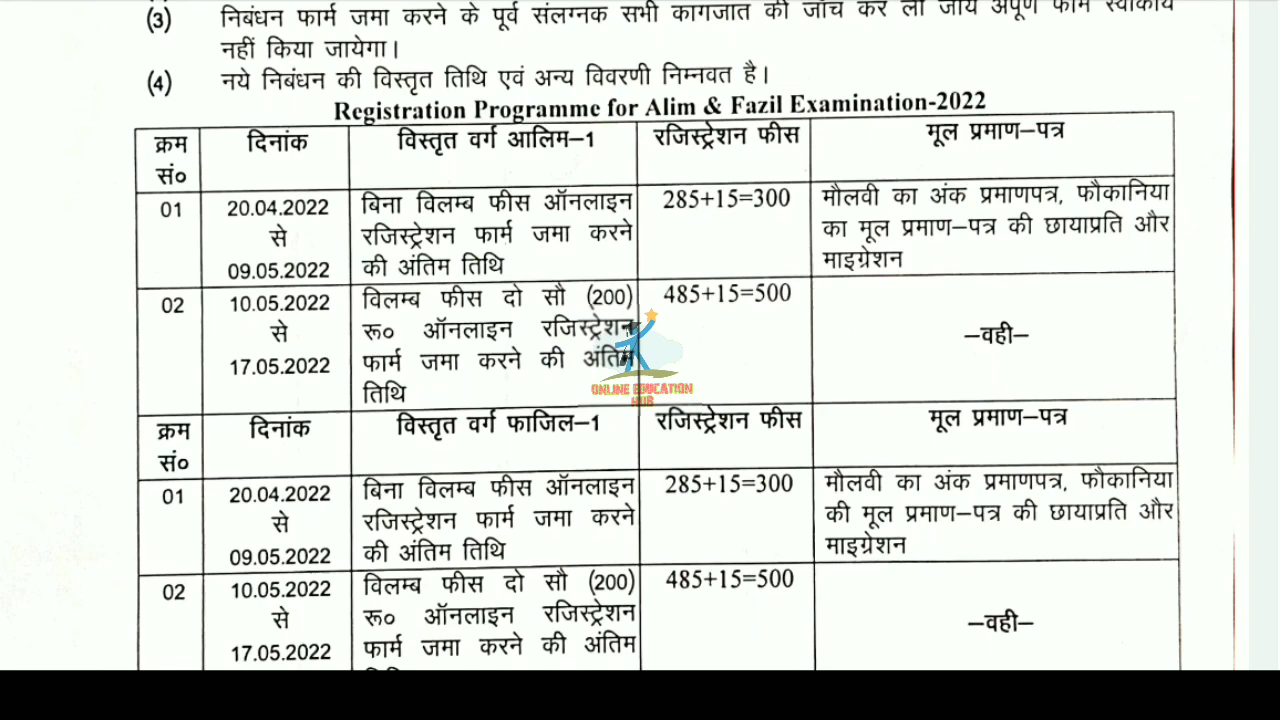 (3) निबंधन फार्म जमा करने के पूर्व संलग्नक सभी कागजात की जाँच कर ली जाय अपूर्ण फार्म स्वीकार्य
नहीं किया जायेगा।
(4) नये निबंधन की विस्तृत तिथि एवं अन्य विवरणी निम्नवत है।
Registration Programme for Alim & Fazil Examination-2022
क्रम सं० दिनांक विस्तृत वर्ग आलिम–1 रजिस्ट्रेशन फीस मूल प्रमाण–पत्र
01 20.04.2022 बिना विलम्ब फीस ऑनलाइन 285+15=300 मौलवी का अंक प्रमाणपत्र, फौकानिया
से रजिस्ट्रेशन फार्म जमा करने का मूल प्रमाण–पत्र की छायाप्रति और
09.05.2022 की अंतिम तिथि माइग्रेशन
02 10.05.2022 विलम्ब फीस दो सौ (200) 485+15=500
से रू० ऑनलाइन रजिस्ट्रेशन –वही–
17.05.2022 फार्म जमा करने की अंतिम
तिथि
ONLINE EDUCATION
HUB
क्रम सं० दिनांक विस्तृत वर्ग फाजिल–1 रजिस्ट्रेशन फीस मूल प्रमाण–पत्र
01 20.04.2022 बिना विलम्ब फीस ऑनलाइन 285+15=300 मौलवी का अंक प्रमाणपत्र, फौकानिया
से रजिस्ट्रेशन फार्म जमा करने की मूल प्रमाण–पत्र की छायाप्रति और
09.05.2022 की अंतिम तिथि माइग्रेशन
02 10.05.2022 विलम्ब फीस दो सौ (200) 485+15=500
से रू० ऑनलाइन रजिस्ट्रेशन –वही–
17.05.2022 फार्म जमा करने की अंतिम